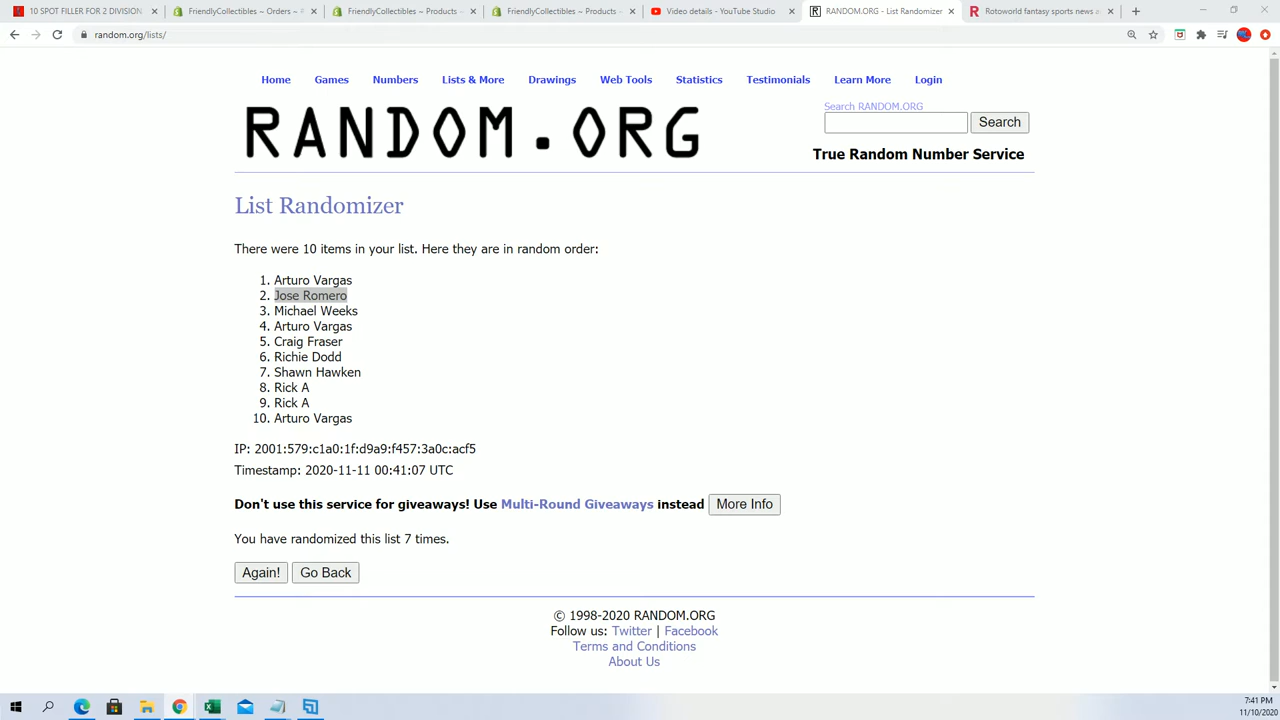 10 SPOT FILLER FOR 2 DIVISION
FriendlyCollectibles ~ Orders ~
FriendlyCollectibles ~ Products ~
FriendlyCollectibles ~ Products ~
Video details - YouTube Studio
RANDOM.ORG - List Randomizer
Rotoworld fantasy sports news a
random.org/lists/
Home Games Numbers Lists & More Drawings Web Tools Statistics Testimonials Learn More Login
RANDOM.ORG
Search RANDOM.ORG
Search
True Random Number Service
List Randomizer
There were 10 items in your list. Here they are in random order:
1. Arturo Vargas
2. Jose Romero
3. Michael Weeks
4. Arturo Vargas
5. Craig Fraser
6. Richie Dodd
7. Shawn Hawken
8. Rick A
9. Rick A
10. Arturo Vargas
IP: 2001:579:c1a0:1f:d9a9:f457:3a0c:acf5
Timestamp: 2020-11-11 00:41:07 UTC
Don't use this service for giveaways! Use Multi-Round Giveaways instead More Info
You have randomized this list 7 times.
Again! Go Back
© 1998-2020 RANDOM.ORG
Follow us: Twitter | Facebook
Terms and Conditions
About Us
7:41 PM
11/10/2020